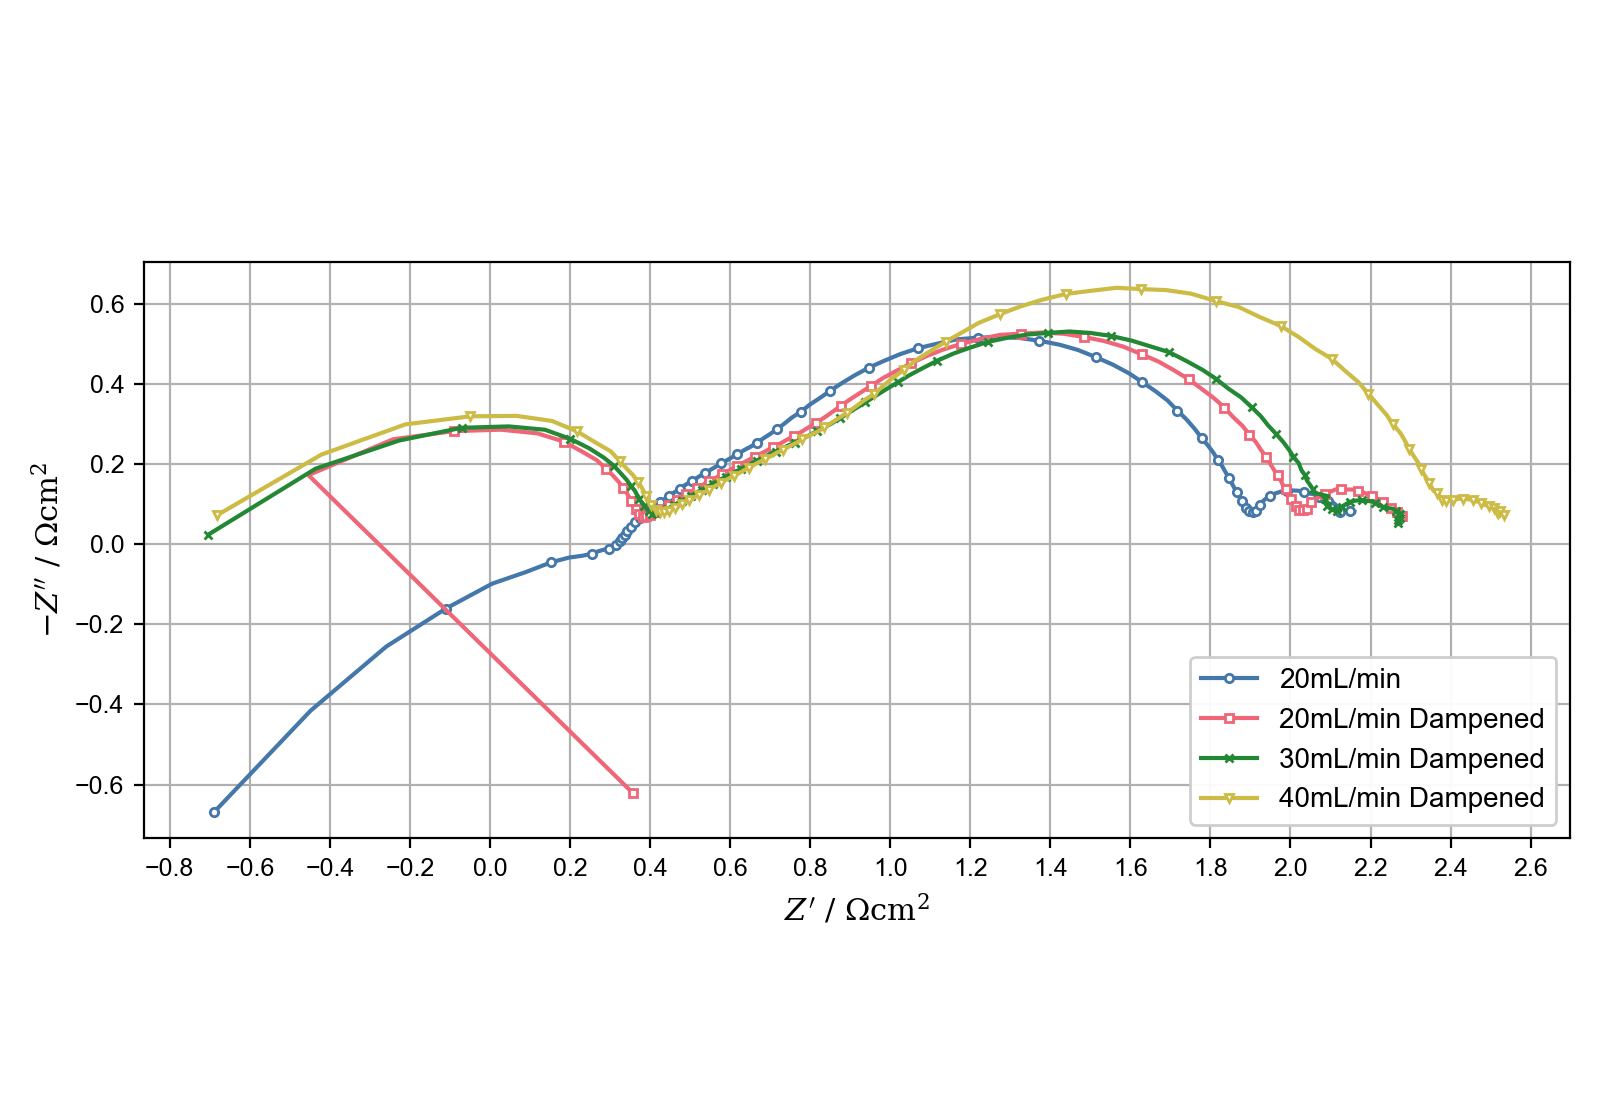 0.6
0.4
0.2
0.0
−0.2
−0.4
−0.6
−Z″ / Ωcm²
20mL/min
20mL/min Dampened
30mL/min Dampened
40mL/min Dampened
−0.8 −0.6 −0.4 −0.2 0.0 0.2 0.4 0.6 0.8 1.0 1.2 1.4 1.6 1.8 2.0 2.2 2.4 2.6
Z′ / Ωcm²